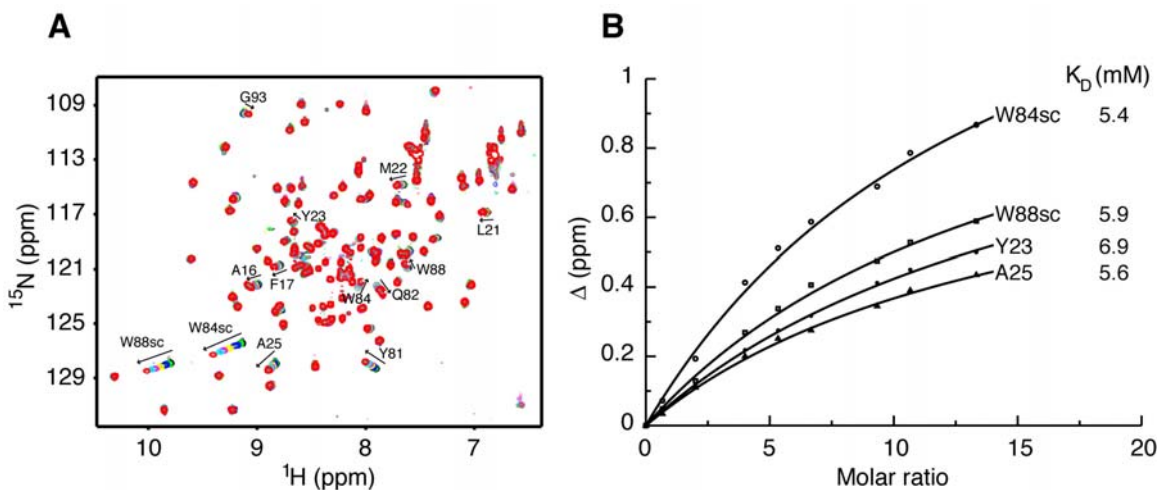 A
109
113
117
121
125
129
¹⁵N (ppm)
10
9
8
7
¹H (ppm)
G93
M22
Y23
L21
A16
F17
W88
W84
Q82
W88sc
W84sc
A25
Y81
B
1
0.8
0.6
0.4
0.2
0
Δ (ppm)
0
5
10
15
20
Molar ratio
K_D (mM)
W84sc 5.4
W88sc 5.9
Y23 6.9
A25 5.6